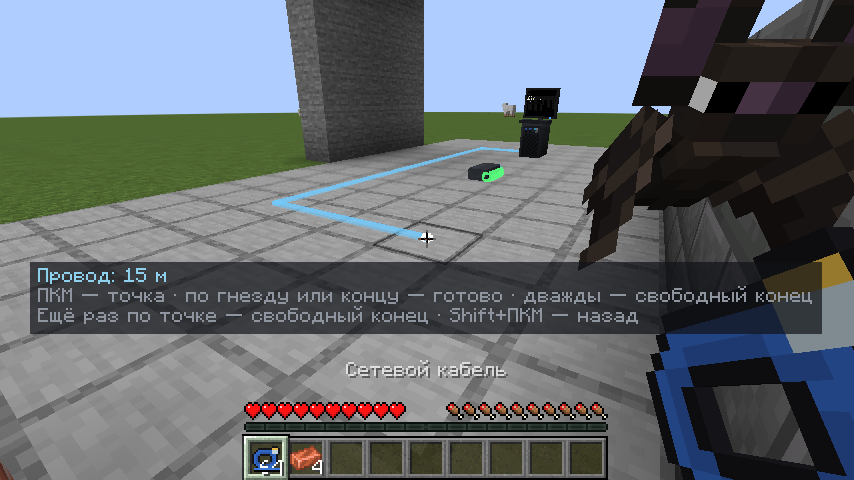 Провод: 15 м
ПКМ — точка · по гнезду или концу — готово · дважды — свободный конец
Ещё раз по точке — свободный конец · Shift+ПКМ — назад
Сетевой кабель
4